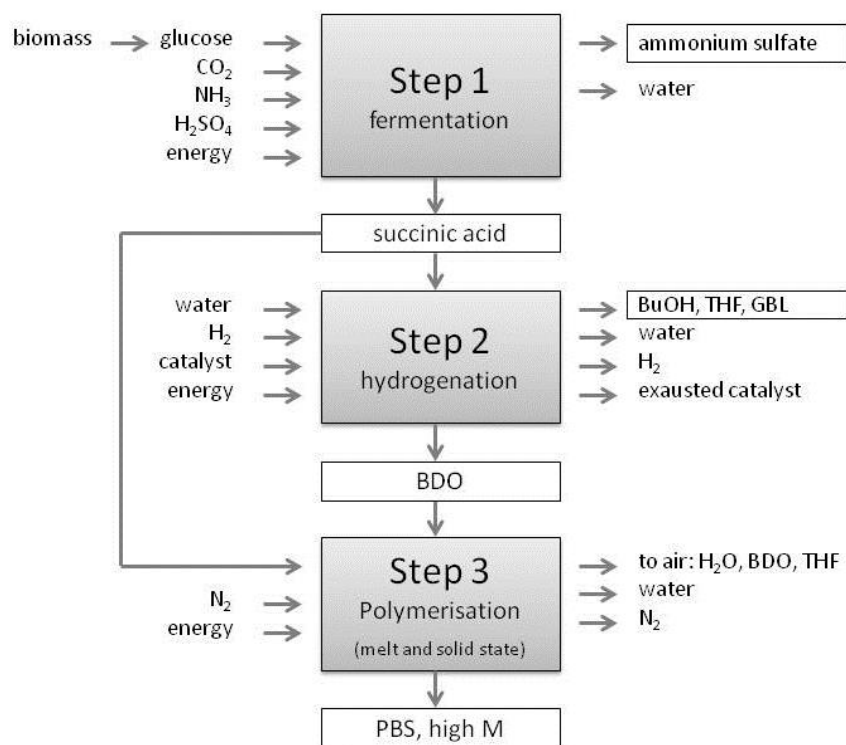 biomass
glucose
CO₂
NH₃
H₂SO₄
energy
Step 1
fermentation
ammonium sulfate
water
succinic acid
water
H₂
catalyst
energy
Step 2
hydrogenation
BuOH, THF, GBL
water
H₂
exausted catalyst
BDO
N₂
energy
Step 3
Polymerisation
(melt and solid state)
to air: H₂O, BDO, THF
water
N₂
PBS, high M